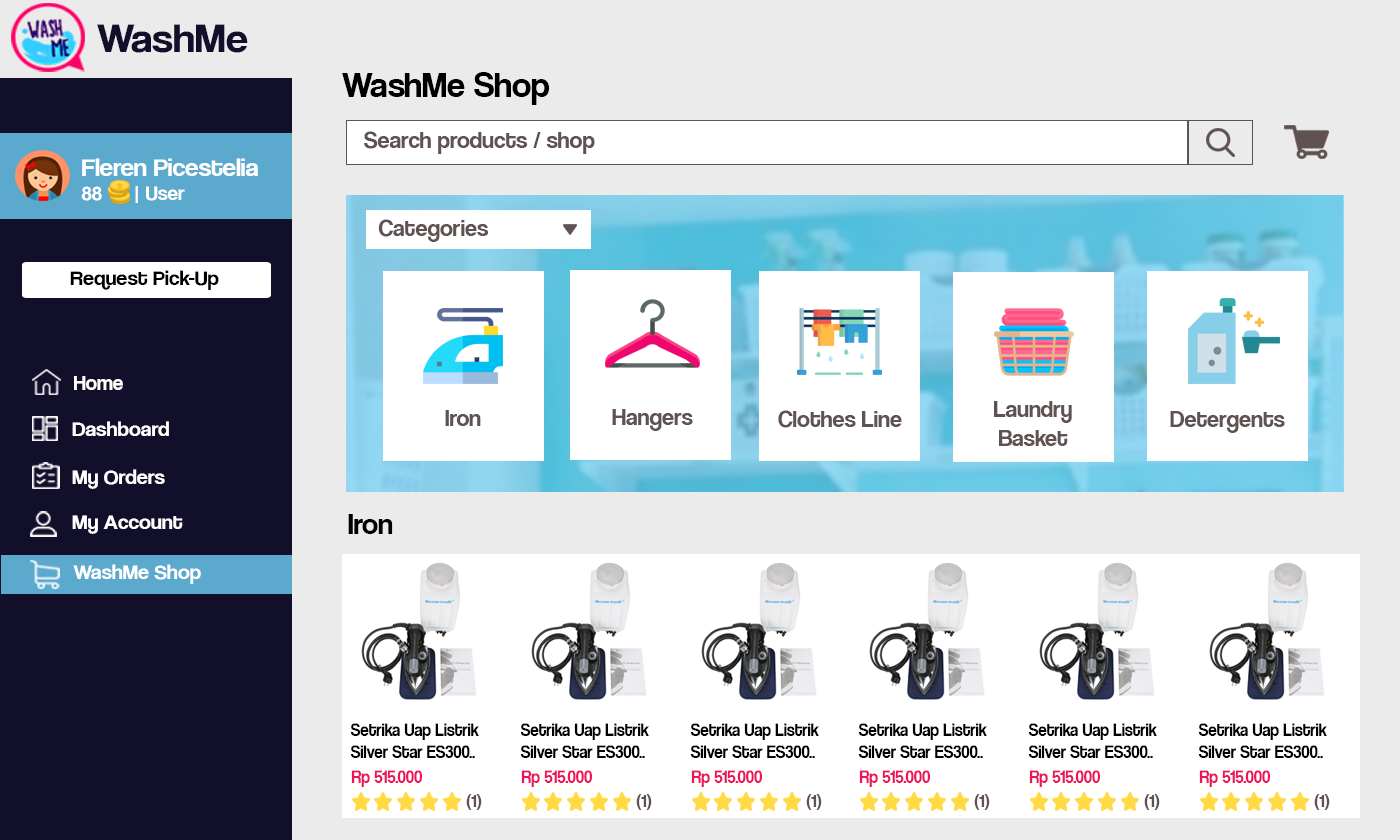 WASH
ME
WashMe
WashMe Shop
Search products / shop
Fleren Picestelia
88 | User
Categories
Request Pick-Up
Iron
Hangers
Clothes Line
Laundry
Basket
Detergents
Home
Dashboard
My Orders
My Account
WashMe Shop
Iron
Setrika Uap Listrik
Silver Star ES300..
Rp 515.000
(1)
Setrika Uap Listrik
Silver Star ES300..
Rp 515.000
(1)
Setrika Uap Listrik
Silver Star ES300..
Rp 515.000
(1)
Setrika Uap Listrik
Silver Star ES300..
Rp 515.000
(1)
Setrika Uap Listrik
Silver Star ES300..
Rp 515.000
(1)
Setrika Uap Listrik
Silver Star ES300..
Rp 515.000
(1)